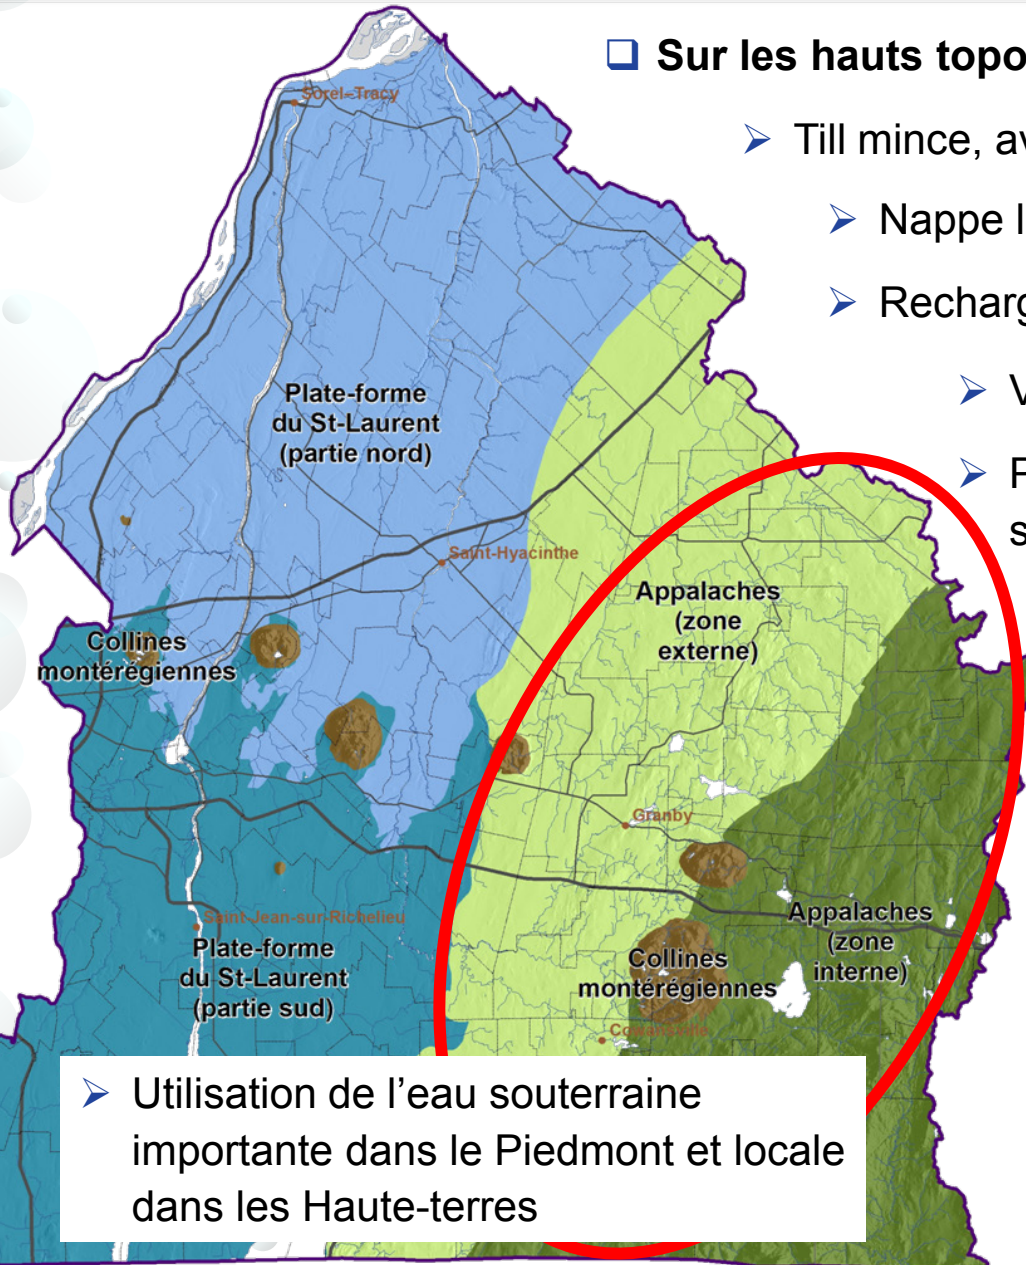 Sur les hauts topo
Till mince, av
Nappe l
Recharg
V
P
s
Sorel–Tracy
Plate-forme
du St-Laurent
(partie nord)
Saint-Hyacinthe
Appalaches
(zone
externe)
Collines
montérégiennes
Granby
Saint-Jean-sur-Richelieu
Plate-forme
du St-Laurent
(partie sud)
Appalaches
(zone
interne)
Collines
montérégiennes
Cowansville
Utilisation de l’eau souterraine
importante dans le Piedmont et locale
dans les Haute-terres